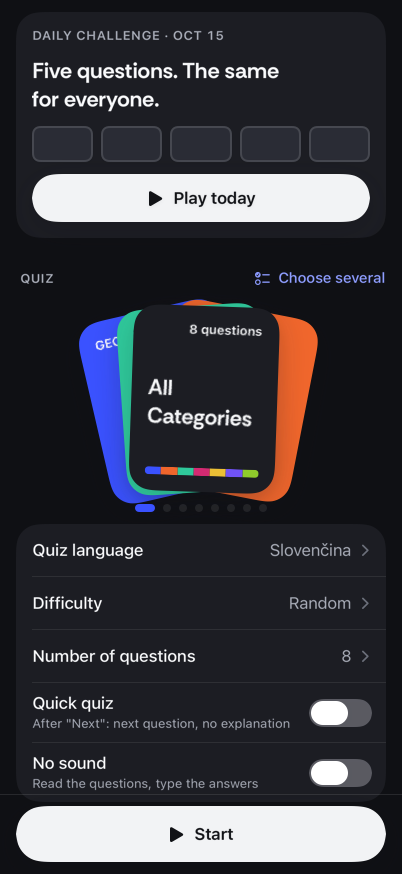 DAILY CHALLENGE · OCT 15
Five questions. The same
for everyone.
Play today
QUIZ
Choose several
8 questions
All
Categories
Quiz language
Slovenčina
Difficulty
Random
Number of questions
8
Quick quiz
After "Next": next question, no explanation
No sound
Read the questions, type the answers
Start